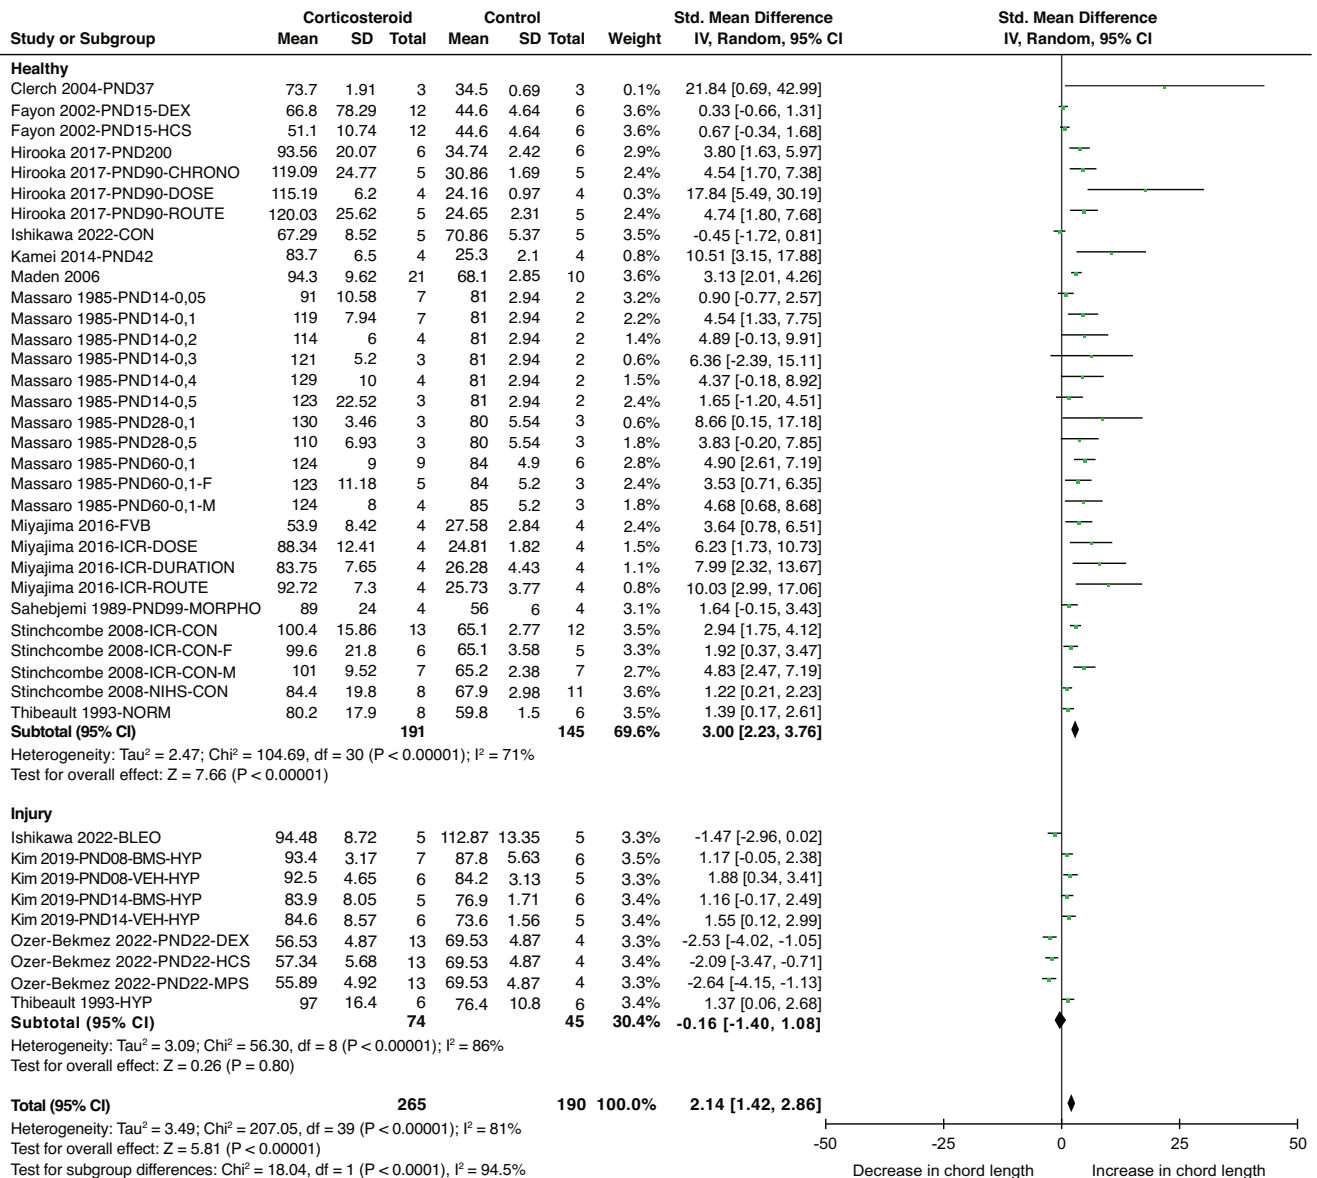 Corticosteroid Control Std. Mean Difference Std. Mean Difference
Study or Subgroup Mean SD Total Mean SD Total Weight IV, Random, 95% CI IV, Random, 95% CI
Healthy
Clerch 2004-PND37 73.7 1.91 3 34.5 0.69 3 0.1% 21.84 [0.69, 42.99]
Fayon 2002-PND15-DEX 66.8 78.29 12 44.6 4.64 6 3.6% 0.33 [-0.66, 1.31]
Fayon 2002-PND15-HCS 51.1 10.74 12 44.6 4.64 6 3.6% 0.67 [-0.34, 1.68]
Hirooka 2017-PND200 93.56 20.07 6 34.74 2.42 6 2.9% 3.80 [1.63, 5.97]
Hirooka 2017-PND90-CHRONO 119.09 24.77 5 30.86 1.69 5 2.4% 4.54 [1.70, 7.38]
Hirooka 2017-PND90-DOSE 115.19 6.2 4 24.16 0.97 4 0.3% 17.84 [5.49, 30.19]
Hirooka 2017-PND90-ROUTE 120.03 25.62 5 24.65 2.31 5 2.4% 4.74 [1.80, 7.68]
Ishikawa 2022-CON 67.29 8.52 5 70.86 5.37 5 3.5% -0.45 [-1.72, 0.81]
Kamei 2014-PND42 83.7 6.5 4 25.3 2.1 4 0.8% 10.51 [3.15, 17.88]
Maden 2006 94.3 9.62 21 68.1 2.85 10 3.6% 3.13 [2.01, 4.26]
Massaro 1985-PND14-0,05 91 10.58 7 81 2.94 2 3.2% 0.90 [-0.77, 2.57]
Massaro 1985-PND14-0,1 119 7.94 7 81 2.94 2 2.2% 4.54 [1.33, 7.75]
Massaro 1985-PND14-0,2 114 6 4 81 2.94 2 1.4% 4.89 [-0.13, 9.91]
Massaro 1985-PND14-0,3 121 5.2 3 81 2.94 2 0.6% 6.36 [-2.39, 15.11]
Massaro 1985-PND14-0,4 129 10 4 81 2.94 2 1.5% 4.37 [-0.18, 8.92]
Massaro 1985-PND14-0,5 123 22.52 3 81 2.94 2 2.4% 1.65 [-1.20, 4.51]
Massaro 1985-PND28-0,1 130 3.46 3 80 5.54 3 0.6% 8.66 [0.15, 17.18]
Massaro 1985-PND28-0,5 110 6.93 3 80 5.54 3 1.8% 3.83 [-0.20, 7.85]
Massaro 1985-PND60-0,1 124 9 9 84 4.9 6 2.8% 4.90 [2.61, 7.19]
Massaro 1985-PND60-0,1-F 123 11.18 5 84 5.2 3 2.4% 3.53 [0.71, 6.35]
Massaro 1985-PND60-0,1-M 124 8 4 85 5.2 3 1.8% 4.68 [0.68, 8.68]
Miyajima 2016-FVB 53.9 8.42 4 27.58 2.84 4 2.4% 3.64 [0.78, 6.51]
Miyajima 2016-ICR-DOSE 88.34 12.41 4 24.81 1.82 4 1.5% 6.23 [1.73, 10.73]
Miyajima 2016-ICR-DURATION 83.75 7.65 4 26.28 4.43 4 1.1% 7.99 [2.32, 13.67]
Miyajima 2016-ICR-ROUTE 92.72 7.3 4 25.73 3.77 4 0.8% 10.03 [2.99, 17.06]
Sahebjemi 1989-PND99-MORPHO 89 24 4 56 6 4 3.1% 1.64 [-0.15, 3.43]
Stinchcombe 2008-ICR-CON 100.4 15.86 13 65.1 2.77 12 3.5% 2.94 [1.75, 4.12]
Stinchcombe 2008-ICR-CON-F 99.6 21.8 6 65.1 3.58 5 3.3% 1.92 [0.37, 3.47]
Stinchcombe 2008-ICR-CON-M 101 9.52 7 65.2 2.38 7 2.7% 4.83 [2.47, 7.19]
Stinchcombe 2008-NIHS-CON 84.4 19.8 8 67.9 2.98 11 3.6% 1.22 [0.21, 2.23]
Thibeault 1993-NORM 80.2 17.9 8 59.8 1.5 6 3.5% 1.39 [0.17, 2.61]
Subtotal (95% CI) 191 145 69.6% 3.00 [2.23, 3.76]
Heterogeneity: Tau² = 2.47; Chi² = 104.69, df = 30 (P < 0.00001); I² = 71%
Test for overall effect: Z = 7.66 (P < 0.00001)
Injury
Ishikawa 2022-BLEO 94.48 8.72 5 112.87 13.35 5 3.3% -1.47 [-2.96, 0.02]
Kim 2019-PND08-BMS-HYP 93.4 3.17 7 87.8 5.63 6 3.5% 1.17 [-0.05, 2.38]
Kim 2019-PND08-VEH-HYP 92.5 4.65 6 84.2 3.13 5 3.3% 1.88 [0.34, 3.41]
Kim 2019-PND14-BMS-HYP 83.9 8.05 5 76.9 1.71 6 3.4% 1.16 [-0.17, 2.49]
Kim 2019-PND14-VEH-HYP 84.6 8.57 6 73.6 1.56 5 3.4% 1.55 [0.12, 2.99]
Ozer-Bekmez 2022-PND22-DEX 56.53 4.87 13 69.53 4.87 4 3.3% -2.53 [-4.02, -1.05]
Ozer-Bekmez 2022-PND22-HCS 57.34 5.68 13 69.53 4.87 4 3.4% -2.09 [-3.47, -0.71]
Ozer-Bekmez 2022-PND22-MPS 55.89 4.92 13 69.53 4.87 4 3.3% -2.64 [-4.15, -1.13]
Thibeault 1993-HYP 97 16.4 6 76.4 10.8 6 3.4% 1.37 [0.06, 2.68]
Subtotal (95% CI) 74 45 30.4% -0.16 [-1.40, 1.08]
Heterogeneity: Tau² = 3.09; Chi² = 56.30, df = 8 (P < 0.00001); I² = 86%
Test for overall effect: Z = 0.26 (P = 0.80)
Total (95% CI) 265 190 100.0% 2.14 [1.42, 2.86]
Heterogeneity: Tau² = 3.49; Chi² = 207.05, df = 39 (P < 0.00001); I² = 81%
Test for overall effect: Z = 5.81 (P < 0.00001)
Test for subgroup differences: Chi² = 18.04, df = 1 (P < 0.0001), I² = 94.5%
-50 -25 0 25 50
Decrease in chord length Increase in chord length